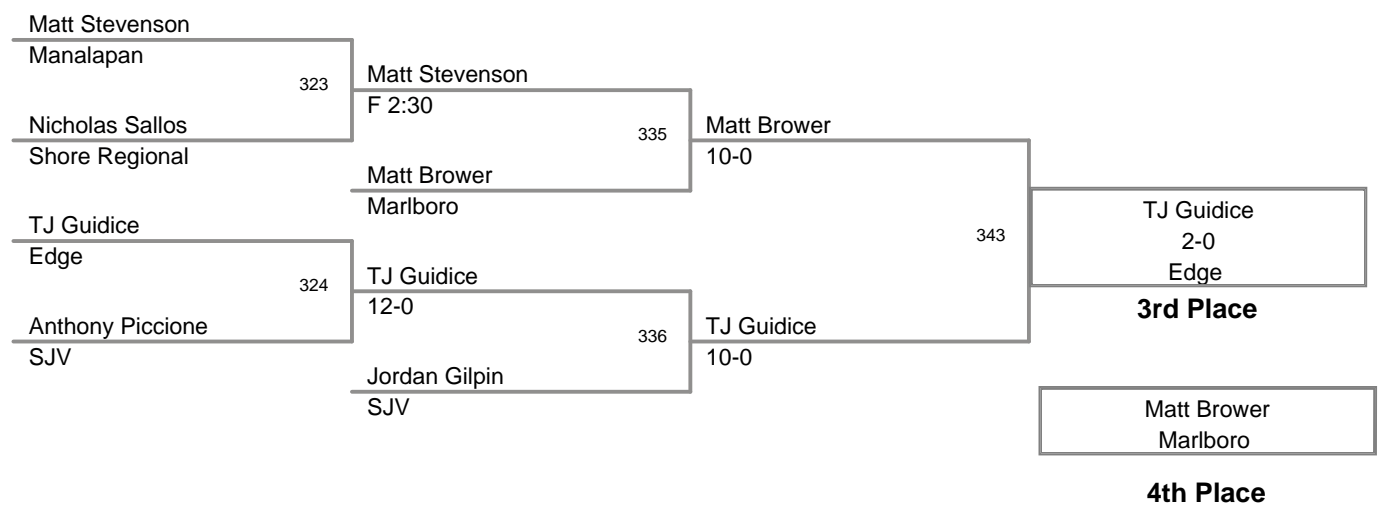 Matt Stevenson
Manalapan
323
Matt Stevenson
F 2:30
Nicholas Sallos
Shore Regional
335
Matt Brower
10-0
Matt Brower
Marlboro
TJ Guidice
Edge
343
TJ Guidice
2-0
Edge
3rd Place
324
TJ Guidice
12-0
Anthony Piccione
SJV
336
TJ Guidice
10-0
Jordan Gilpin
SJV
Matt Brower
Marlboro
4th Place